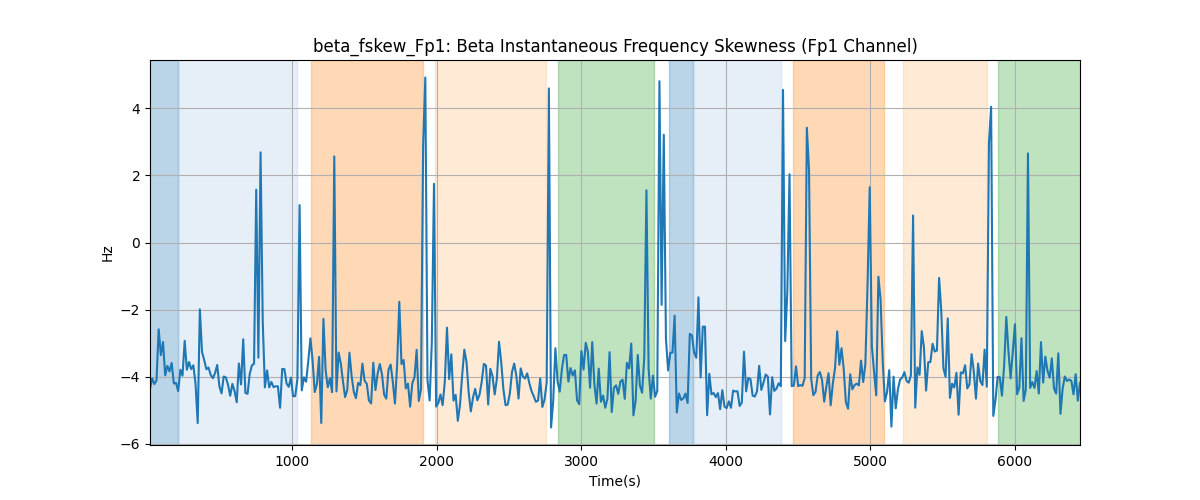 beta_fskew_Fp1: Beta Instantaneous Frequency Skewness (Fp1 Channel)
Hz
4
2
0
−2
−4
−6
1000 2000 3000 4000 5000 6000
Time(s)